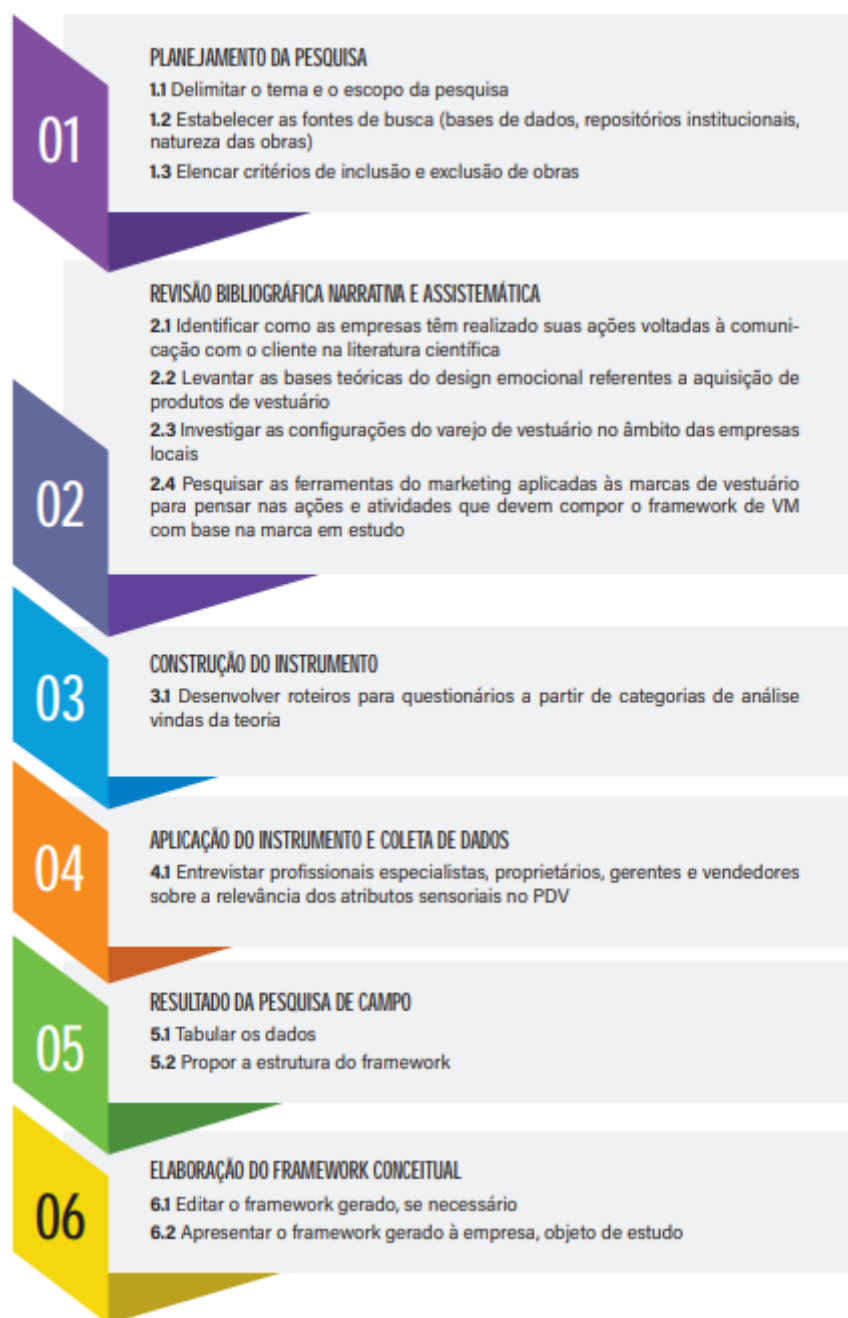 01
PLANEJAMENTO DA PESQUISA
1.1 Delimitar o tema e o escopo da pesquisa
1.2 Estabelecer as fontes de busca (bases de dados, repositórios institucionais,
natureza das obras)
1.3 Elencar critérios de inclusão e exclusão de obras
02
REVISÃO BIBLIOGRÁFICA NARRATIVA E ASSISTEMÁTICA
2.1 Identificar como as empresas têm realizado suas ações voltadas à comuni-
cação com o cliente na literatura científica
2.2 Levantar as bases teóricas do design emocional referentes a aquisição de
produtos de vestuário
2.3 Investigar as configurações do varejo de vestuário no âmbito das empresas
locais
2.4 Pesquisar as ferramentas do marketing aplicadas às marcas de vestuário
para pensar nas ações e atividades que devem compor o framework de VM
com base na marca em estudo
03
CONSTRUÇÃO DO INSTRUMENTO
3.1 Desenvolver roteiros para questionários a partir de categorias de análise
vindas da teoria
04
APLICAÇÃO DO INSTRUMENTO E COLETA DE DADOS
4.1 Entrevistar profissionais especialistas, proprietários, gerentes e vendedores
sobre a relevância dos atributos sensoriais no PDV
05
RESULTADO DA PESQUISA DE CAMPO
5.1 Tabular os dados
5.2 Propor a estrutura do framework
06
ELABORAÇÃO DO FRAMEWORK CONCEITUAL
6.1 Editar o framework gerado, se necessário
6.2 Apresentar o framework gerado à empresa, objeto de estudo